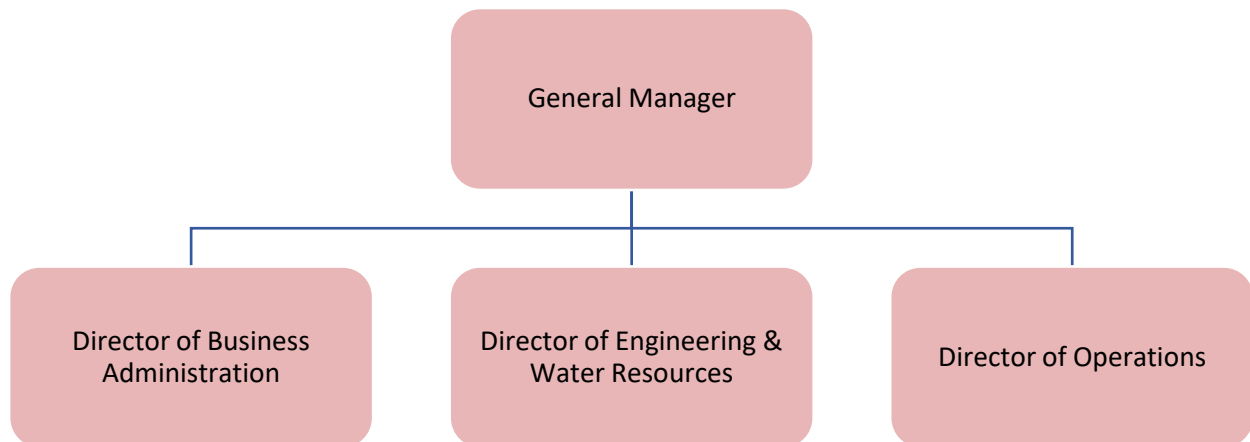 General Manager
Director of Business
Administration
Director of Engineering &
Water Resources
Director of Operations